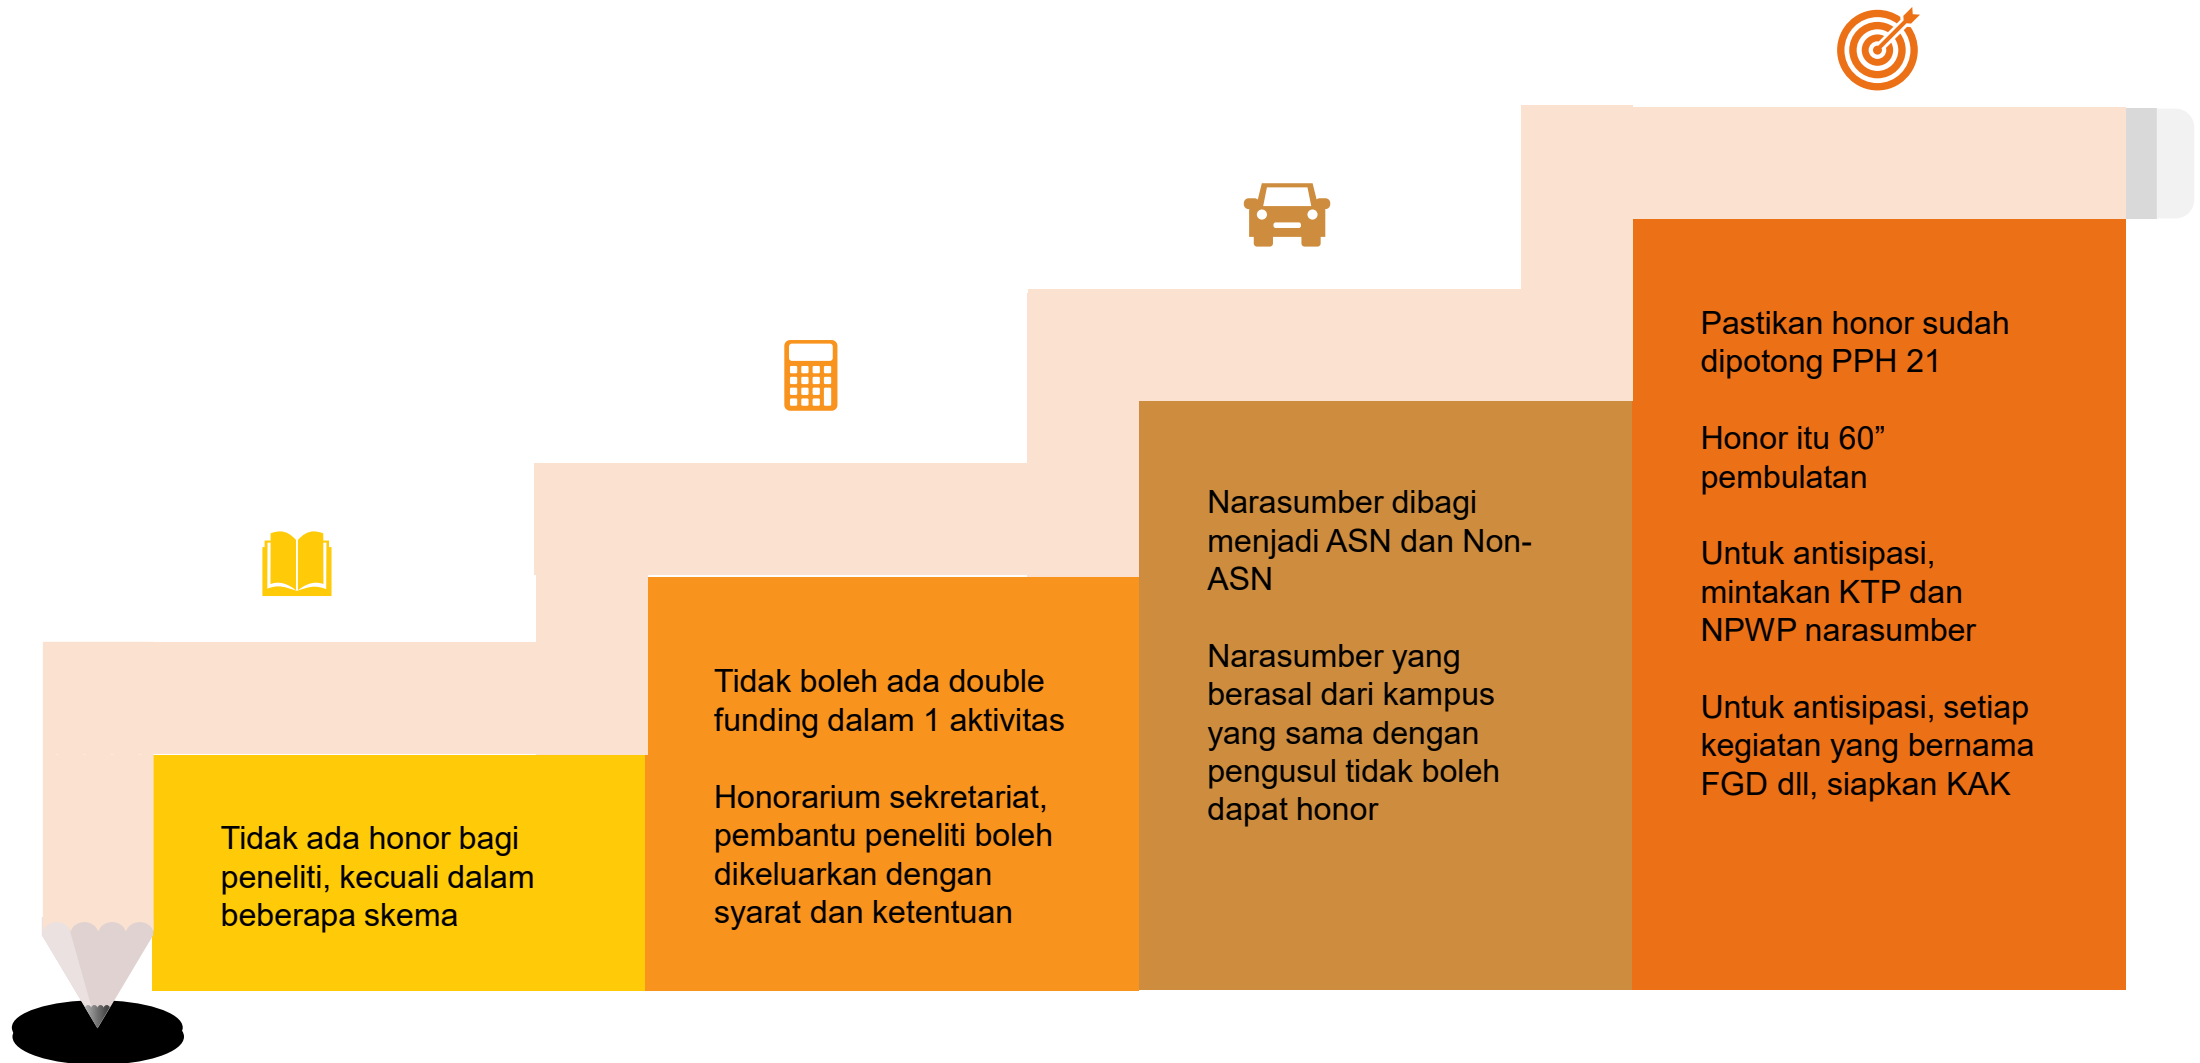 Tidak ada honor bagi
peneliti, kecuali dalam
beberapa skema
Tidak boleh ada double
funding dalam 1 aktivitas
Honorarium sekretariat,
pembantu peneliti boleh
dikeluarkan dengan
syarat dan ketentuan
Narasumber dibagi
menjadi ASN dan Non-
ASN
Narasumber yang
berasal dari kampus
yang sama dengan
pengusul tidak boleh
dapat honor
Pastikan honor sudah
dipotong PPH 21
Honor itu 60”
pembulatan
Untuk antisipasi,
mintakan KTP dan
NPWP narasumber
Untuk antisipasi, setiap
kegiatan yang bernama
FGD dll, siapkan KAK